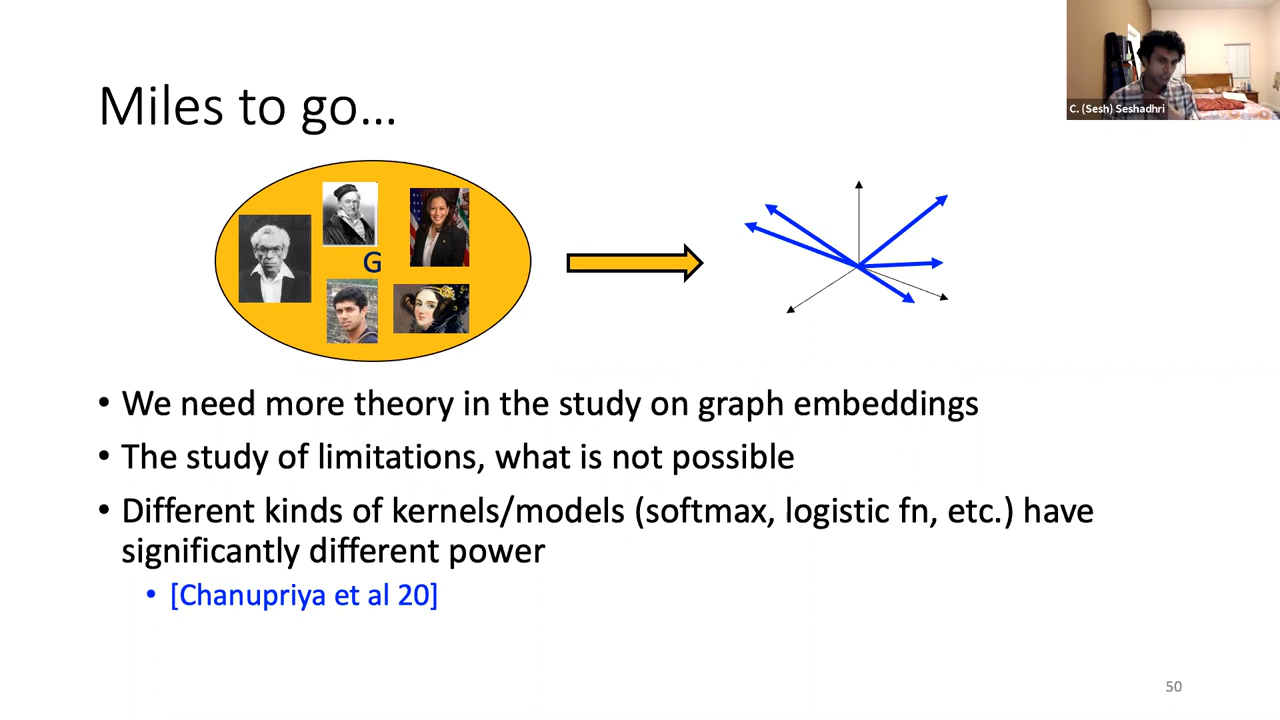 C. (Sesh) Seshadhri
Miles to go...
G
• We need more theory in the study on graph embeddings
• The study of limitations, what is not possible
• Different kinds of kernels/models (softmax, logistic fn, etc.) have
significantly different power
• [Chanupriya et al 20]
50